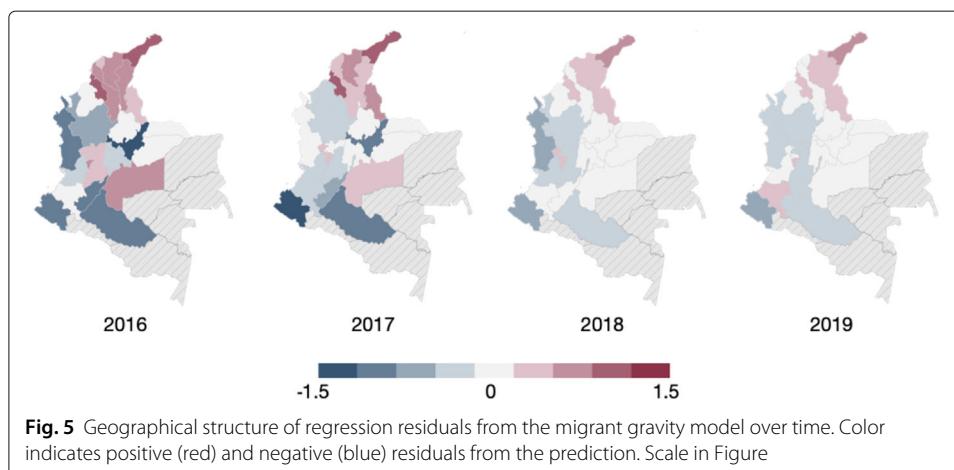 2016 2017 2018 2019
-1.5 0 1.5
Fig. 5 Geographical structure of regression residuals from the migrant gravity model over time. Color
indicates positive (red) and negative (blue) residuals from the prediction. Scale in Figure